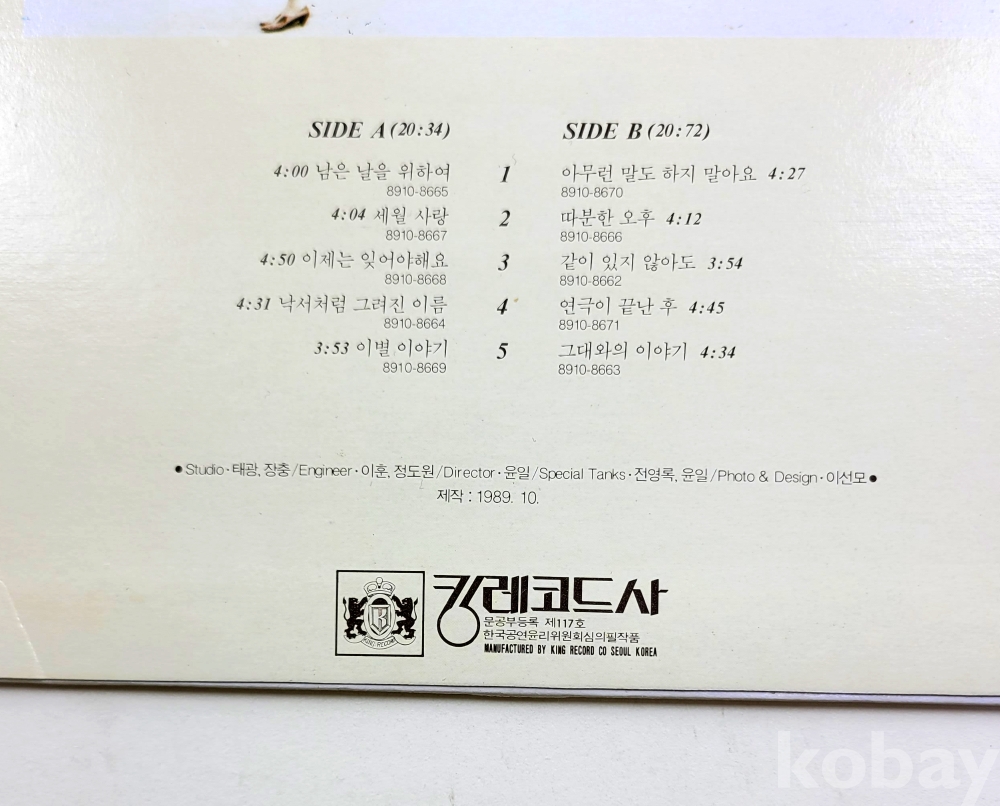 SIDE A (20:34)
4:00 남은 날을 위하여 1
8910-8665
4:04 세월 사랑 2
8910-8667
4:50 이제는 잊어야해요 3
8910-8668
4:31 낙서처럼 그려진 이름 4
8910-8664
3:53 이별 이야기 5
8910-8669
SIDE B (20:72)
아무런 말도 하지 말아요 4:27
8910-8670
따분한 오후 4:12
8910-8666
같이 있지 않아도 3:54
8910-8662
연극이 끝난 후 4:45
8910-8671
그대와의 이야기 4:34
8910-8663
● Studio·태광, 장충/Engineer·이훈, 정도원/Director·윤일/Special Tanks·전영록, 윤일/Photo & Design·이선모 ●
제작 : 1989. 10.
K
KING RECORD
킹레코드사
문공부등록 제117호
한국공연윤리위원회심의필작품
MANUFACTURED BY KING RECORD CO SEOUL KOREA
kobay